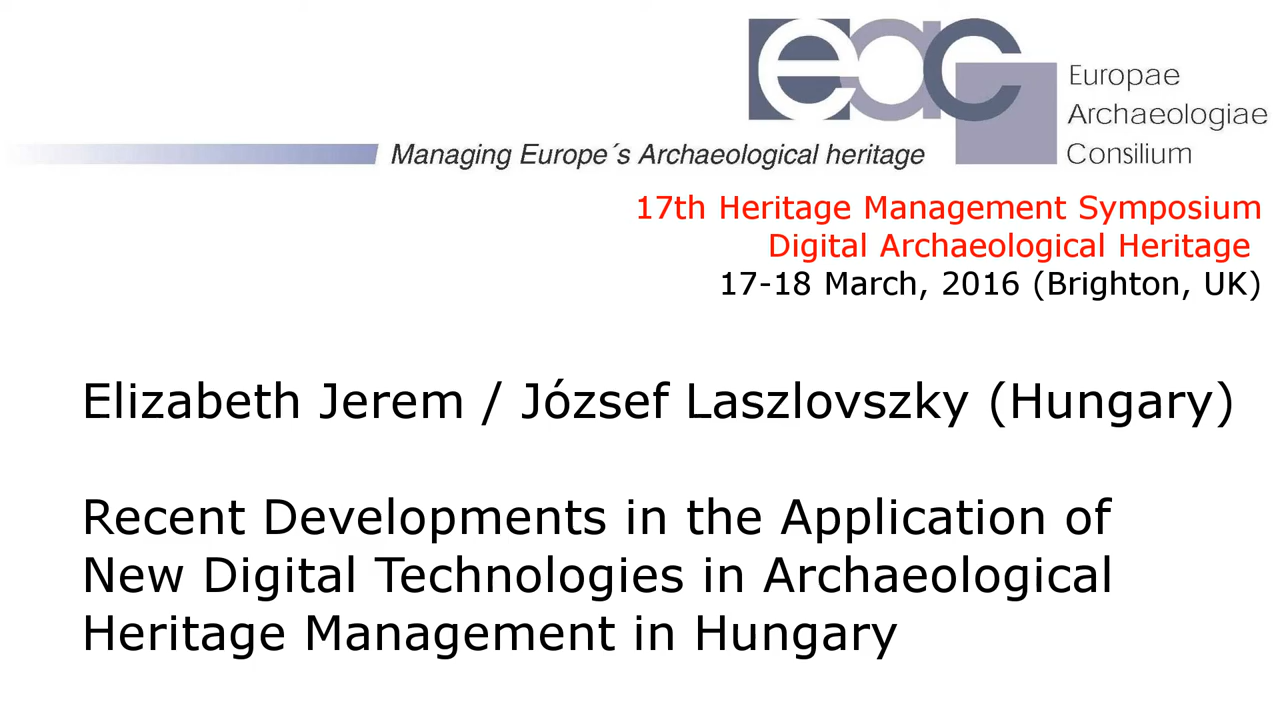 eac
Europae
Archaeologiae
Consilium
Managing Europe´s Archaeological heritage
17th Heritage Management Symposium
Digital Archaeological Heritage
17-18 March, 2016 (Brighton, UK)
Elizabeth Jerem / József Laszlovszky (Hungary)
Recent Developments in the Application of
New Digital Technologies in Archaeological
Heritage Management in Hungary